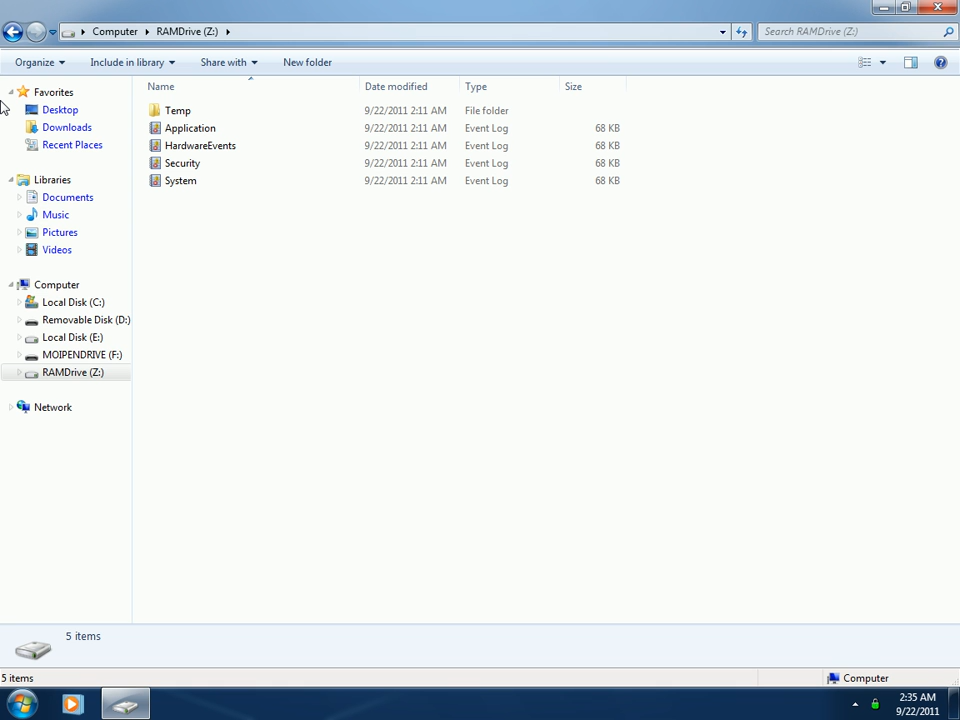 Computer RAMDrive (Z:) Search RAMDrive (Z:)
Organize Include in library Share with New folder
Name Date modified Type Size
Favorites
Desktop
Downloads
Recent Places
Libraries
Documents
Music
Pictures
Videos
Computer
Local Disk (C:)
Removable Disk (D:)
Local Disk (E:)
MOIPENDRIVE (F:)
RAMDrive (Z:)
Network
Temp 9/22/2011 2:11 AM File folder
Application 9/22/2011 2:11 AM Event Log 68 KB
HardwareEvents 9/22/2011 2:11 AM Event Log 68 KB
Security 9/22/2011 2:11 AM Event Log 68 KB
System 9/22/2011 2:11 AM Event Log 68 KB
5 items
5 items Computer
2:35 AM
9/22/2011